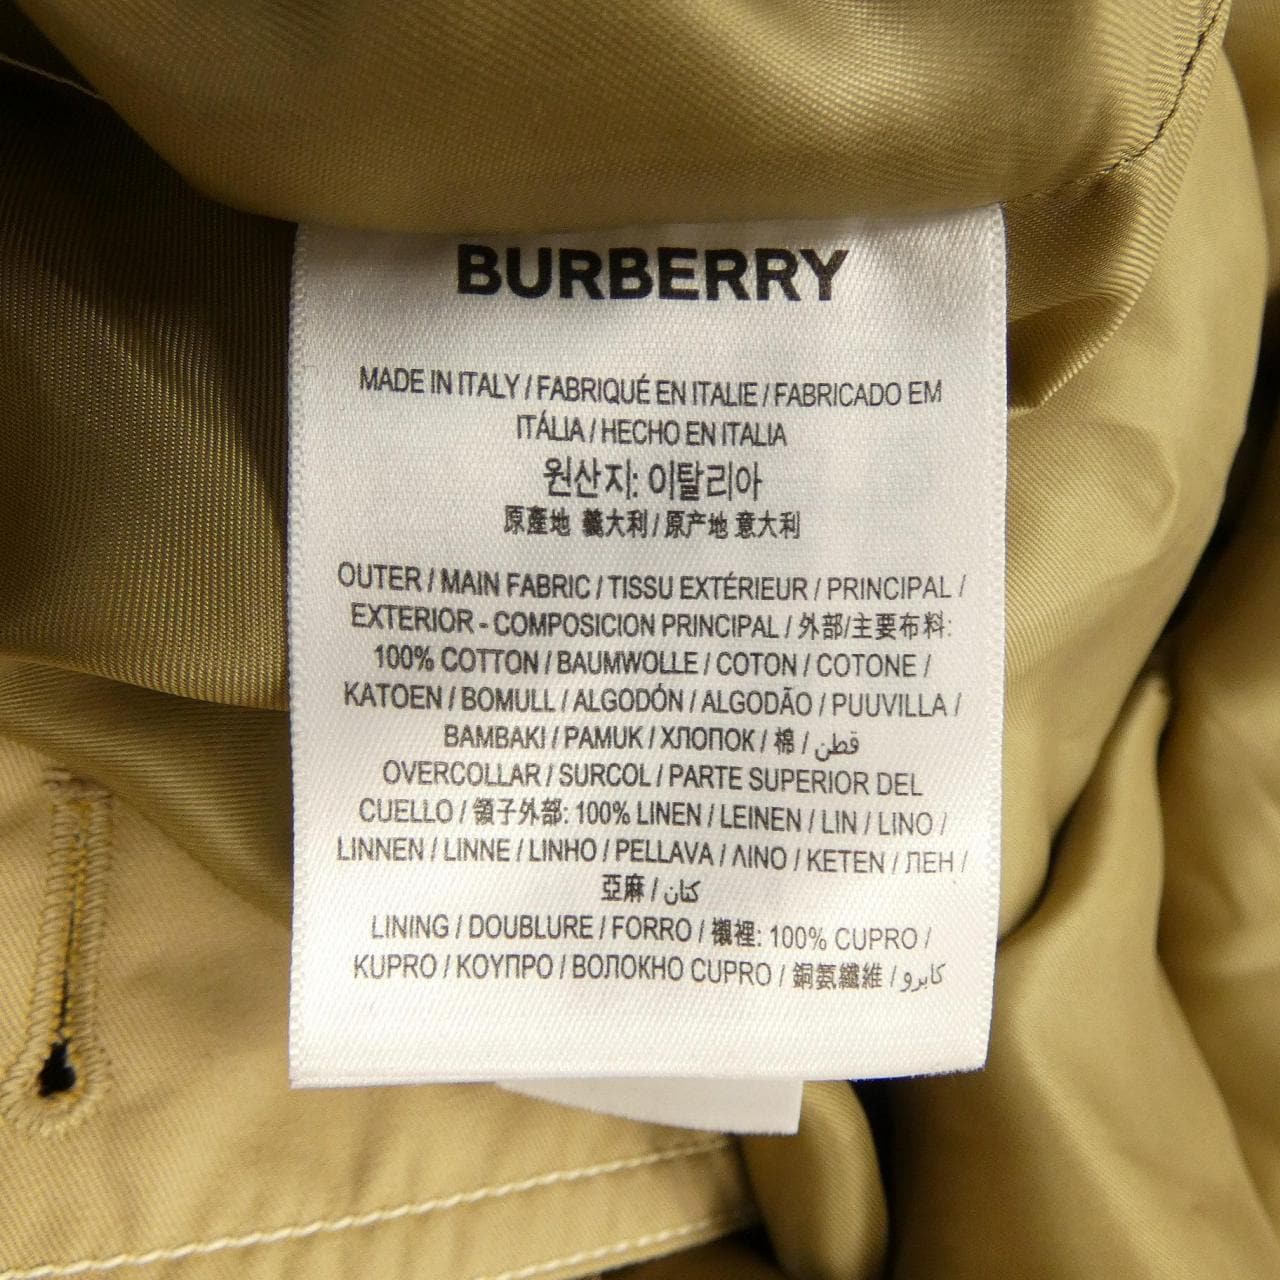 BURBERRY
MADE IN ITALY / FABRIQUÉ EN ITALIE / FABRICADO EM
ITÁLIA / HECHO EN ITALIA
원산지: 이탈리아
原產地 義大利 / 原产地 意大利
OUTER / MAIN FABRIC / TISSU EXTÉRIEUR / PRINCIPAL /
EXTERIOR - COMPOSICION PRINCIPAL / 外部/主要布料:
100% COTTON / BAUMWOLLE / COTON / COTONE /
KATOEN / BOMULL / ALGODÓN / ALGODÃO / PUUVILLA /
BAMBAKI / PAMUK / ХЛОПОК / 棉 / قطن
OVERCOLLAR / SURCOL / PARTE SUPERIOR DEL
CUELLO / 領子外部: 100% LINEN / LEINEN / LIN / LINO /
LINNEN / LINNE / LINHO / PELLAVA / ΛΙΝΟ / KETEN / ЛЕН /
亞麻 / كتان
LINING / DOUBLURE / FORRO / 襯裡: 100% CUPRO /
KUPRO / ΚΟΥΠΡΟ / ВОЛОКНО CUPRO / 銅氨纖維 / كابرو